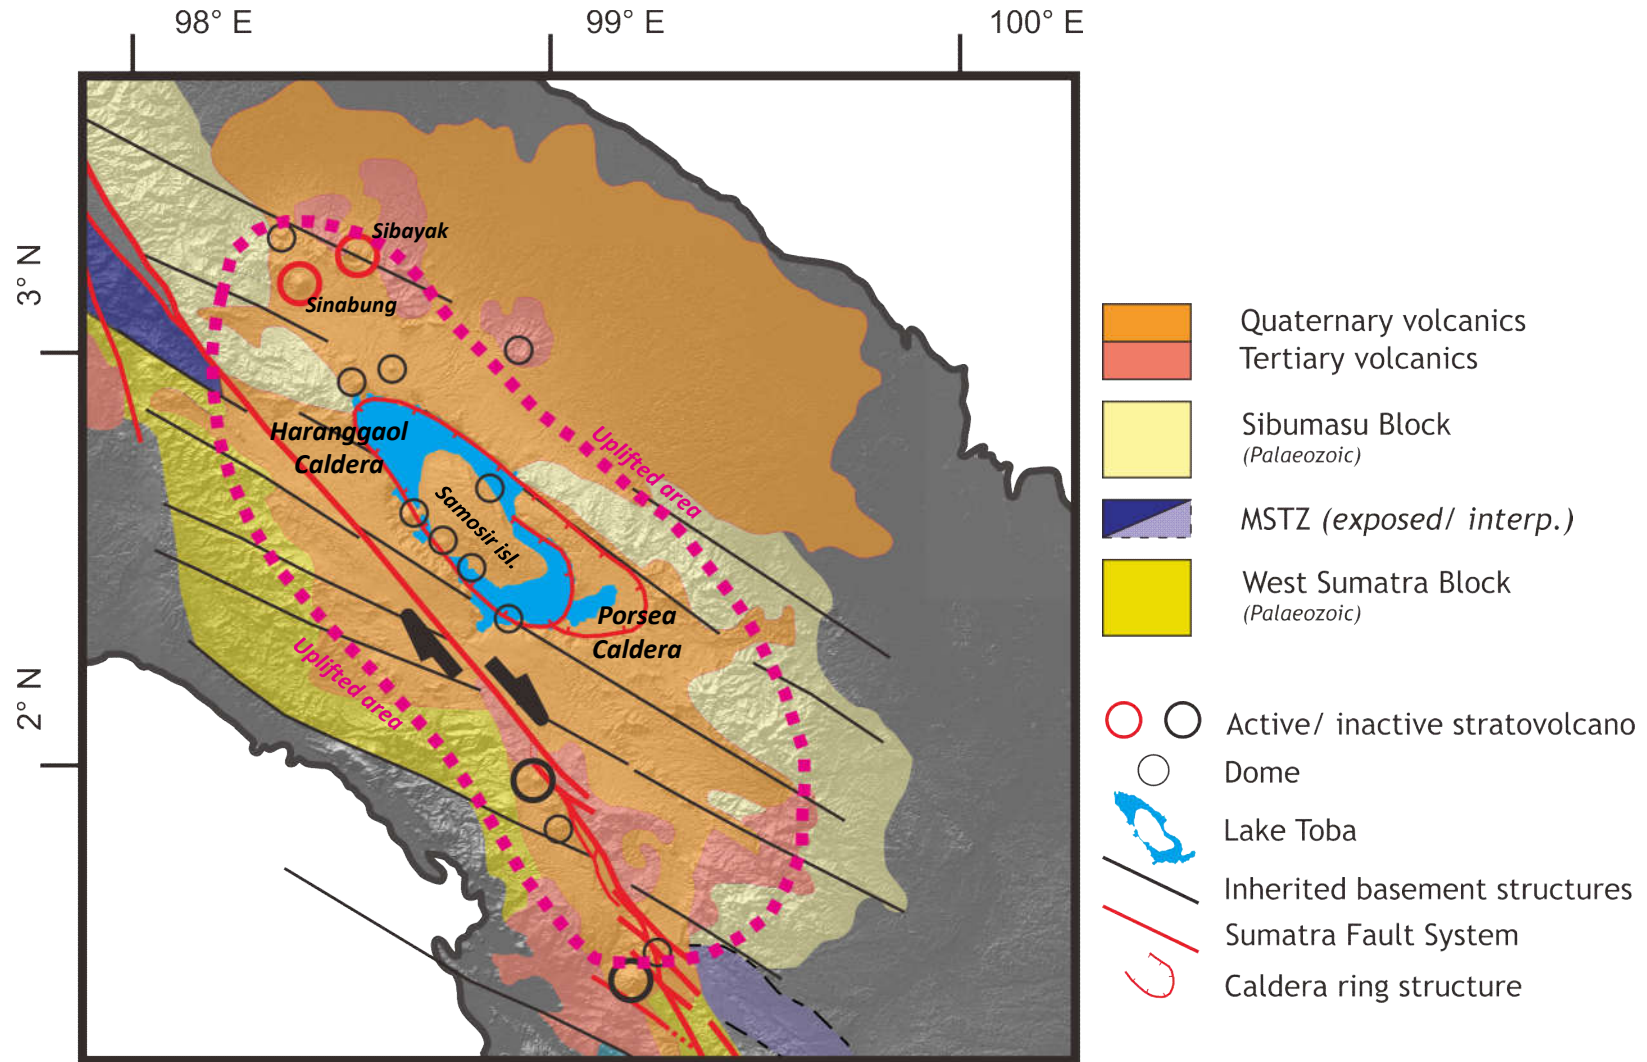 98° E
99° E
100° E
3° N
2° N
Sibayak
Sinabung
Haranggaol
Caldera
Uplifted area
Samosir isl.
Porsea
Caldera
Uplifted area
Quaternary volcanics
Tertiary volcanics
Sibumasu Block
(Palaeozoic)
MSTZ (exposed/ interp.)
West Sumatra Block
(Palaeozoic)
Active/ inactive stratovolcano
Dome
Lake Toba
Inherited basement structures
Sumatra Fault System
Caldera ring structure